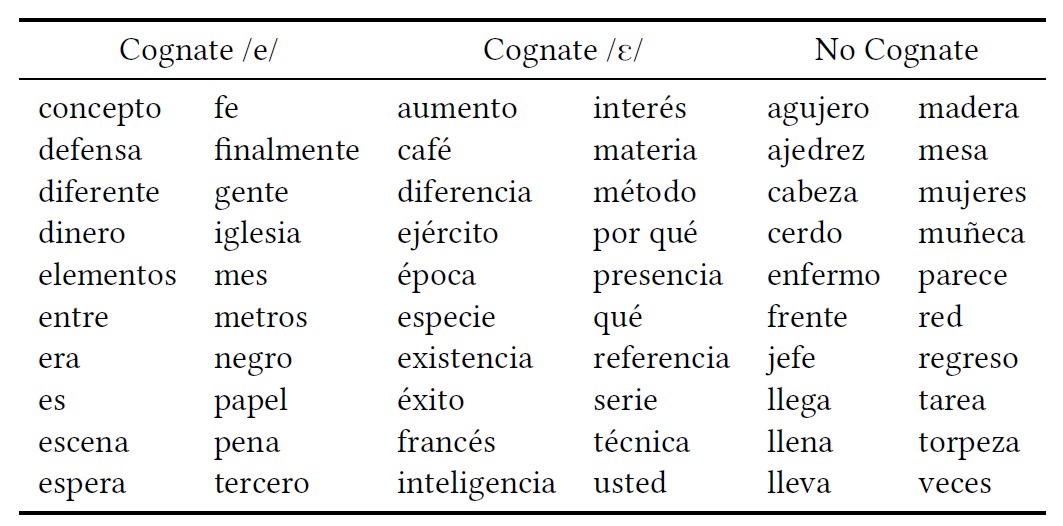 Cognate /e/ Cognate /ɛ/ No Cognate
concepto fe aumento interés agujero madera
defensa finalmente café materia ajedrez mesa
diferente gente diferencia método cabeza mujeres
dinero iglesia ejército por qué cerdo muñeca
elementos mes época presencia enfermo parece
entre metros especie qué frente red
era negro existencia referencia jefe regreso
es papel éxito serie llega tarea
escena pena francés técnica llena torpeza
espera tercero inteligencia usted lleva veces